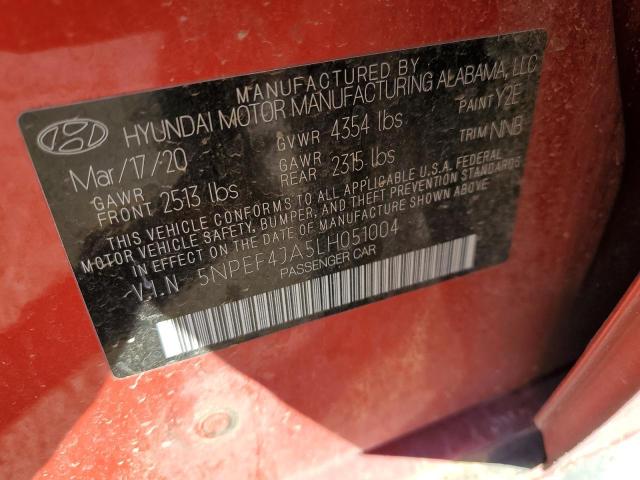 MANUFACTURED BY
HYUNDAI MOTOR MANUFACTURING ALABAMA, LLC
Mar/17/20 GVWR 4354 lbs PAINT Y2E
GAWR FRONT 2513 lbs GAWR REAR 2315 lbs TRIM NNB
THIS VEHICLE CONFORMS TO ALL APPLICABLE U.S.A. FEDERAL
MOTOR VEHICLE SAFETY, BUMPER, AND THEFT PREVENTION STANDARDS
IN EFFECT ON THE DATE OF MANUFACTURE SHOWN ABOVE.
V.I.N 5NPEF4JA5LH051004
PASSENGER CAR